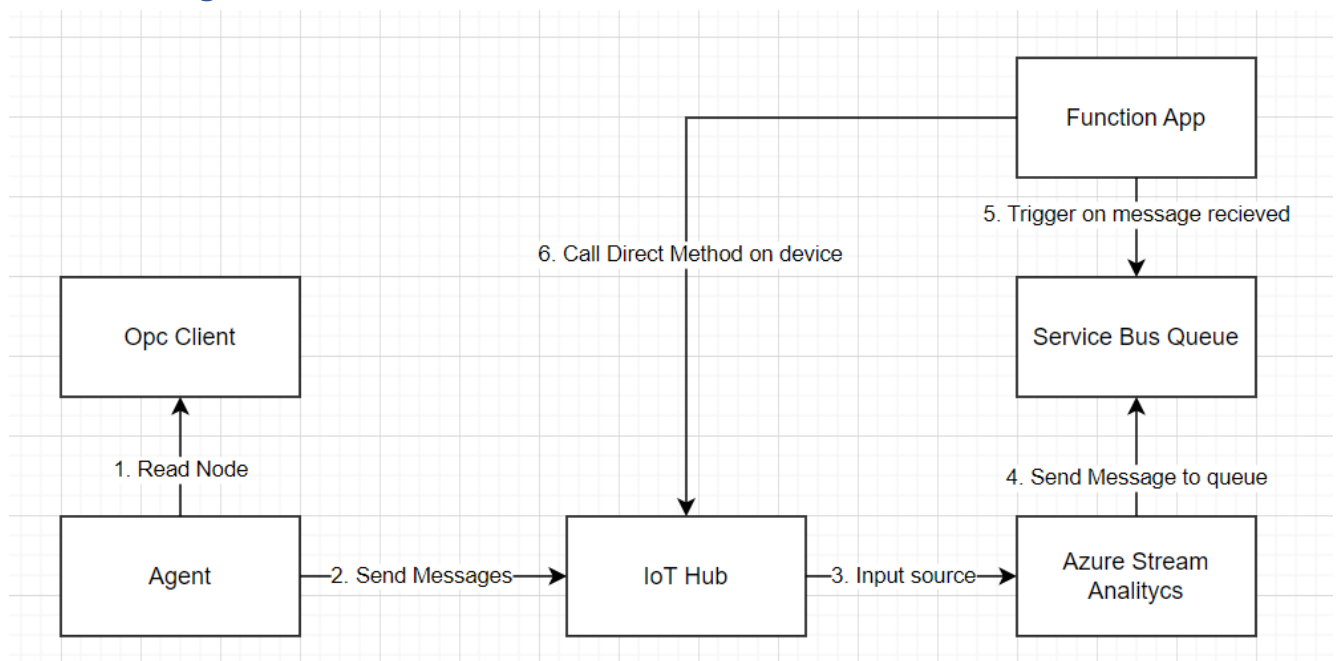 Function App
5. Trigger on message recieved
6. Call Direct Method on device
Opc Client
Service Bus Queue
1. Read Node
4. Send Message to queue
Agent
2. Send Messages
IoT Hub
3. Input source
Azure Stream
Analitycs